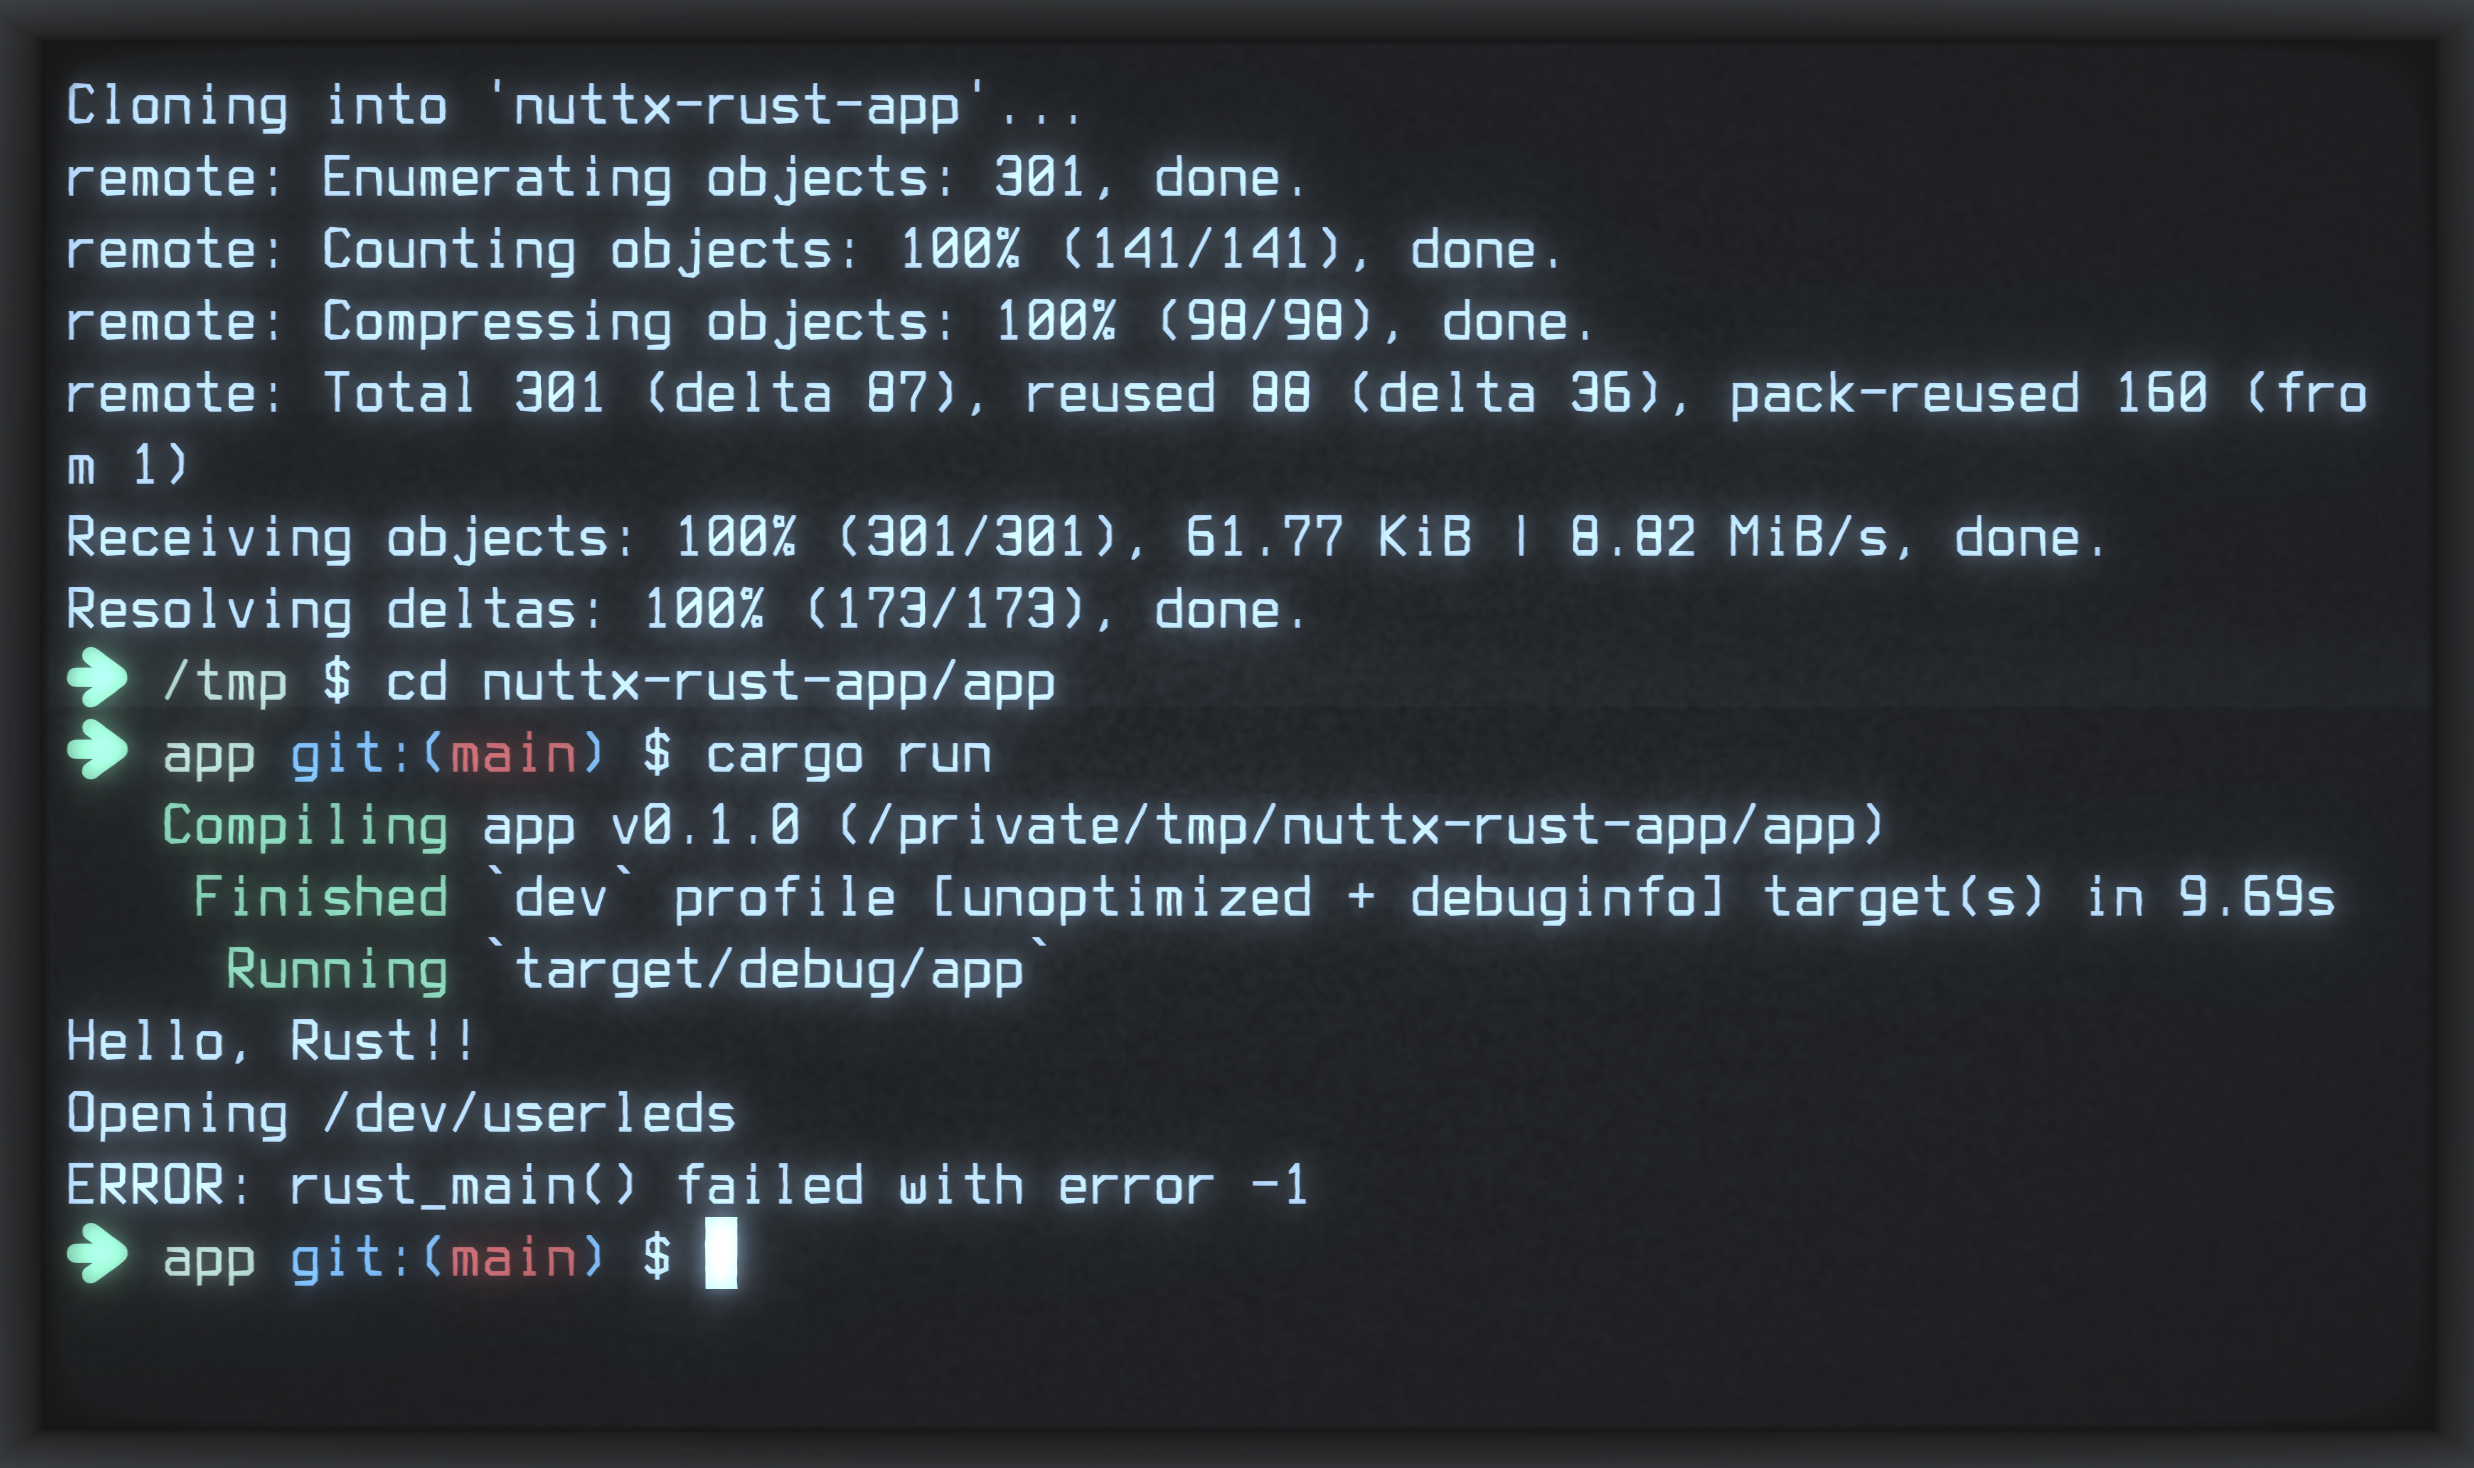 Cloning into 'nuttx-rust-app'...
remote: Enumerating objects: 301, done.
remote: Counting objects: 100% (141/141), done.
remote: Compressing objects: 100% (98/98), done.
remote: Total 301 (delta 87), reused 88 (delta 36), pack-reused 160 (fro
m 1)
Receiving objects: 100% (301/301), 61.77 KiB | 8.82 MiB/s, done.
Resolving deltas: 100% (173/173), done.
➜ /tmp $ cd nuttx-rust-app/app
➜ app git:(main) $ cargo run
   Compiling app v0.1.0 (/private/tmp/nuttx-rust-app/app)
    Finished `dev` profile [unoptimized + debuginfo] target(s) in 9.69s
     Running `target/debug/app`
Hello, Rust!!
Opening /dev/userleds
ERROR: rust_main() failed with error -1
➜ app git:(main) $